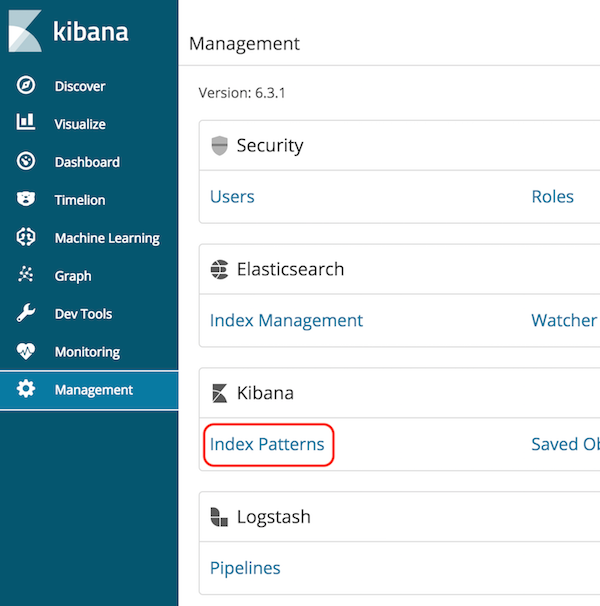 kibana
Discover
Visualize
Dashboard
Timelion
Machine Learning
Graph
Dev Tools
Monitoring
Management
Management
Version: 6.3.1
Security
Users Roles
Elasticsearch
Index Management Watcher
Kibana
Index Patterns Saved Ob
Logstash
Pipelines